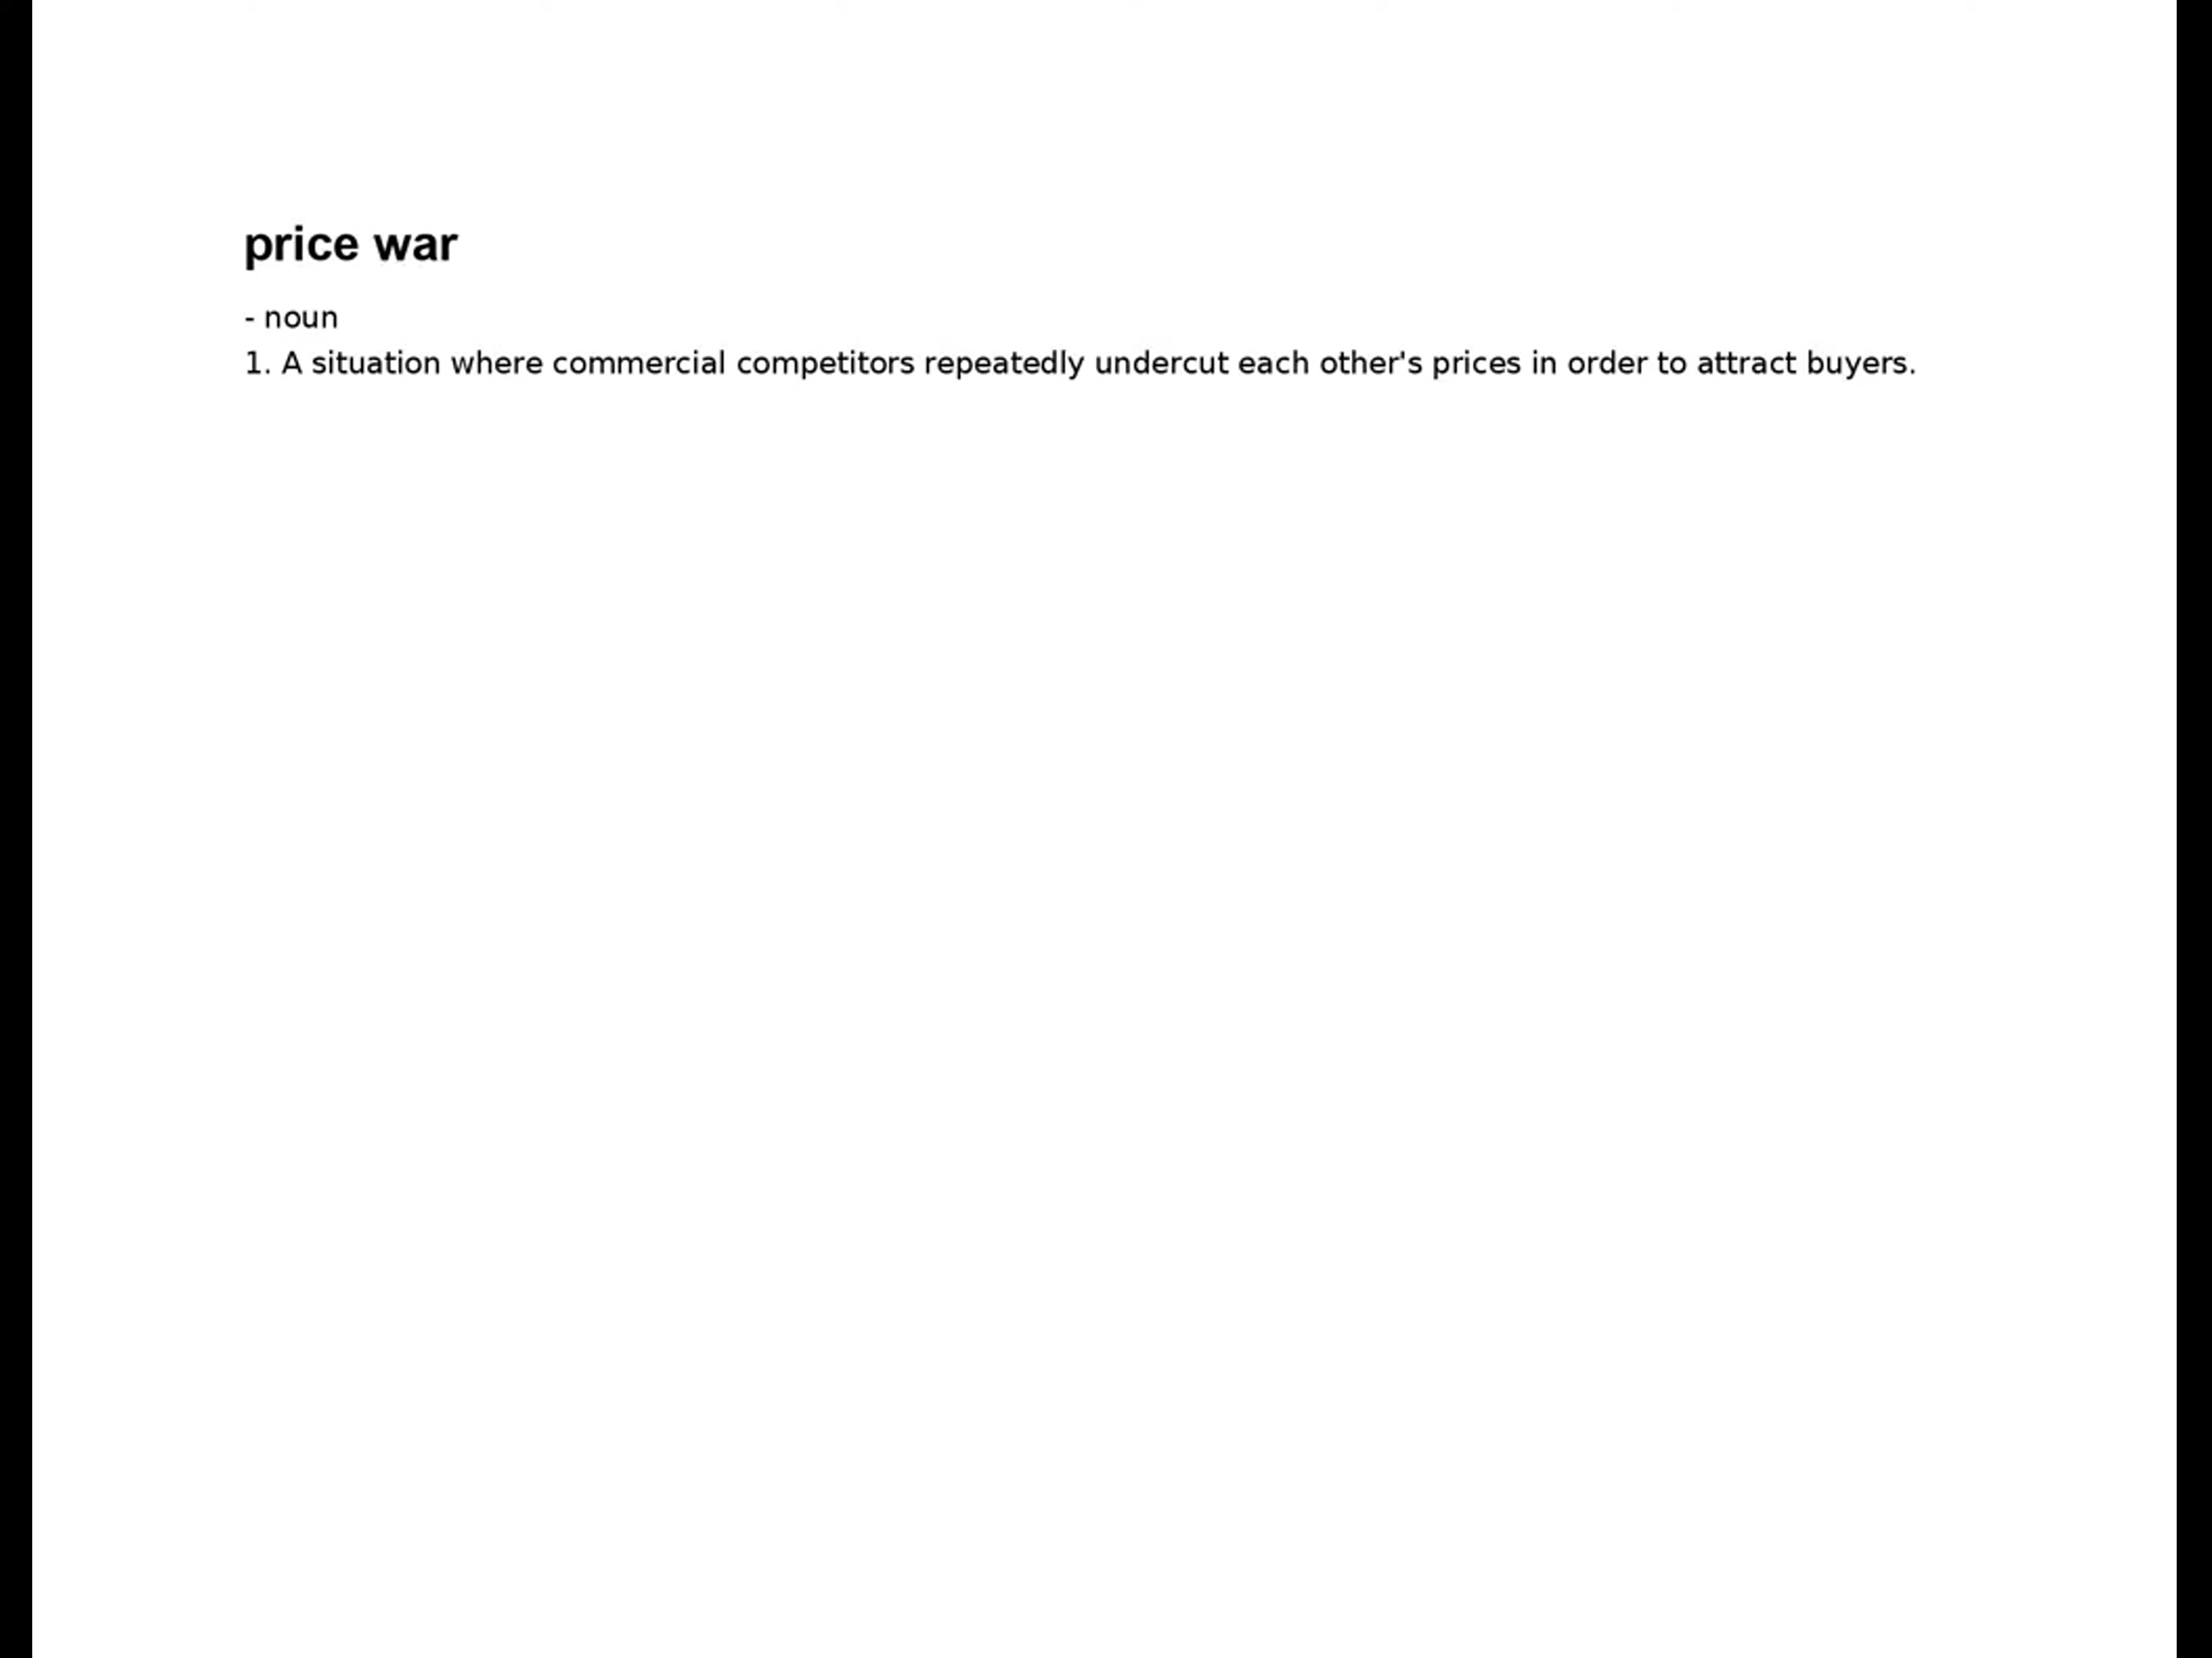 price war
- noun
1. A situation where commercial competitors repeatedly undercut each other's prices in order to attract buyers.